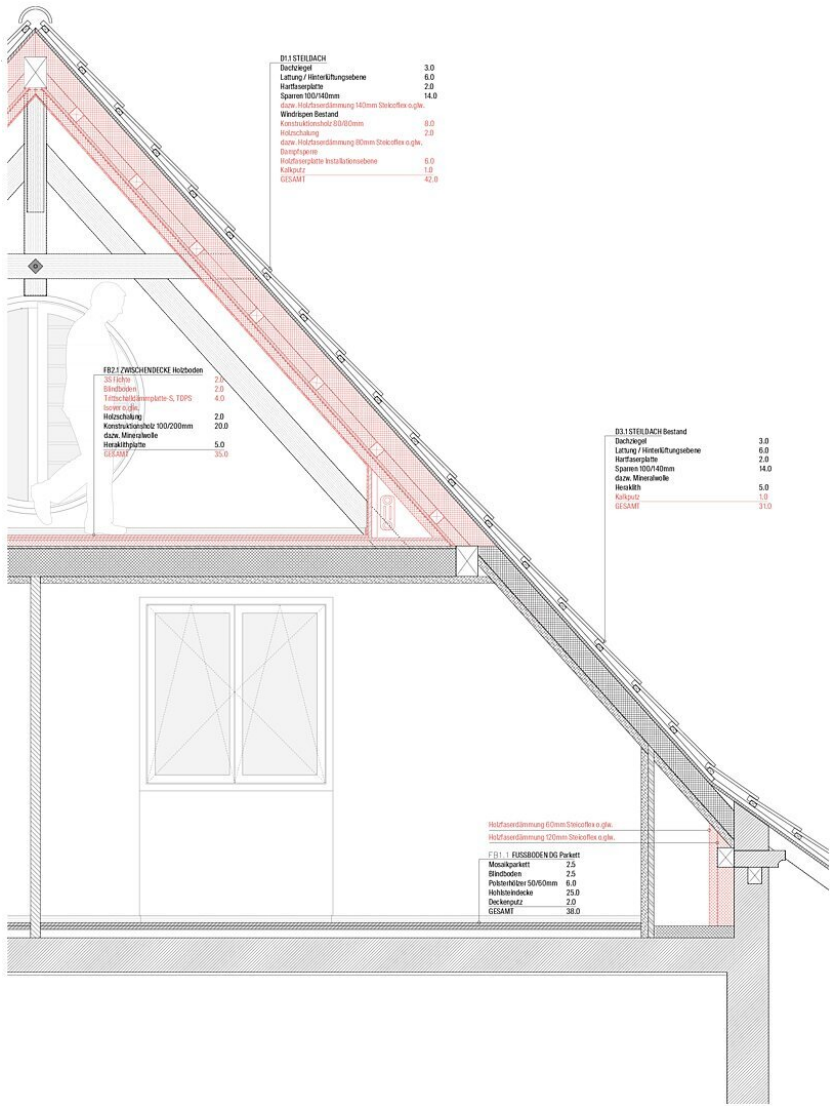 D1.1 STEILDACH
Dachziegel 3.0
Lattung / Hinterlüftungsebene 6.0
Hartfaserplatte 2.0
Sparren 100/140mm 14.0
dazw. Holzfaserdämmung 140mm Steicoflex o.glw.
Windrispen Bestand
Konstruktionsholz 80/80mm 8.0
Holzschalung 2.0
dazw. Holzfaserdämmung 80mm Steicoflex o.glw.
Dampfsperre
Holzfaserplatte Installationsebene 6.0
Kalkputz 1.0
GESAMT 42.0
FB2.1 ZWISCHENDECKE Holzboden
3S Fichte 2.0
Blindboden 2.0
Trittschalldämmplatte-S, TDPS 4.0
Isover o.glw.
Holzschalung 2.0
Konstruktionsholz 100/200mm 20.0
dazw. Mineralwolle
Heraklithplatte 5.0
GESAMT 35.0
D3.1 STEILDACH Bestand
Dachziegel 3.0
Lattung / Hinterlüftungsebene 6.0
Hartfaserplatte 2.0
Sparren 100/140mm 14.0
dazw. Mineralwolle
Heraklith 5.0
Kalkputz 1.0
GESAMT 31.0
Holzfaserdämmung 60mm Steicoflex o.glw.
Holzfaserdämmung 120mm Steicoflex o.glw.
FB1.1 FUSSBODEN DG Parkett
Mosaikparkett 2.5
Blindboden 2.5
Polsterhölzer 50/60mm 6.0
Hohlsteindecke 25.0
Deckenputz 2.0
GESAMT 38.0